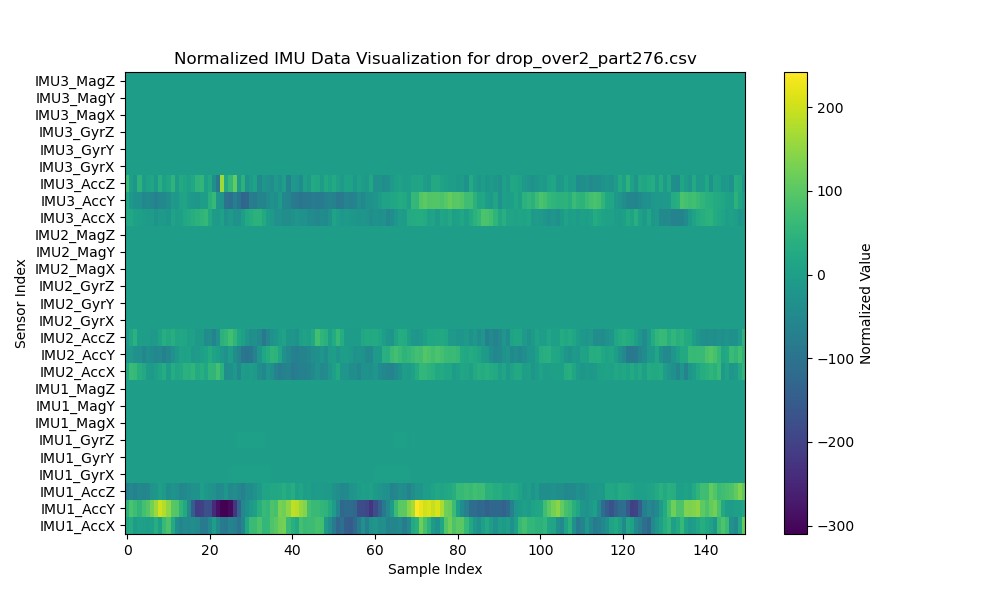 Normalized IMU Data Visualization for drop_over2_part276.csv
IMU3_MagZ
IMU3_MagY
IMU3_MagX
IMU3_GyrZ
IMU3_GyrY
IMU3_GyrX
IMU3_AccZ
IMU3_AccY
IMU3_AccX
IMU2_MagZ
IMU2_MagY
IMU2_MagX
IMU2_GyrZ
IMU2_GyrY
IMU2_GyrX
IMU2_AccZ
IMU2_AccY
IMU2_AccX
IMU1_MagZ
IMU1_MagY
IMU1_MagX
IMU1_GyrZ
IMU1_GyrY
IMU1_GyrX
IMU1_AccZ
IMU1_AccY
IMU1_AccX
Sensor Index
0 20 40 60 80 100 120 140
Sample Index
200
100
0
−100
−200
−300
Normalized Value